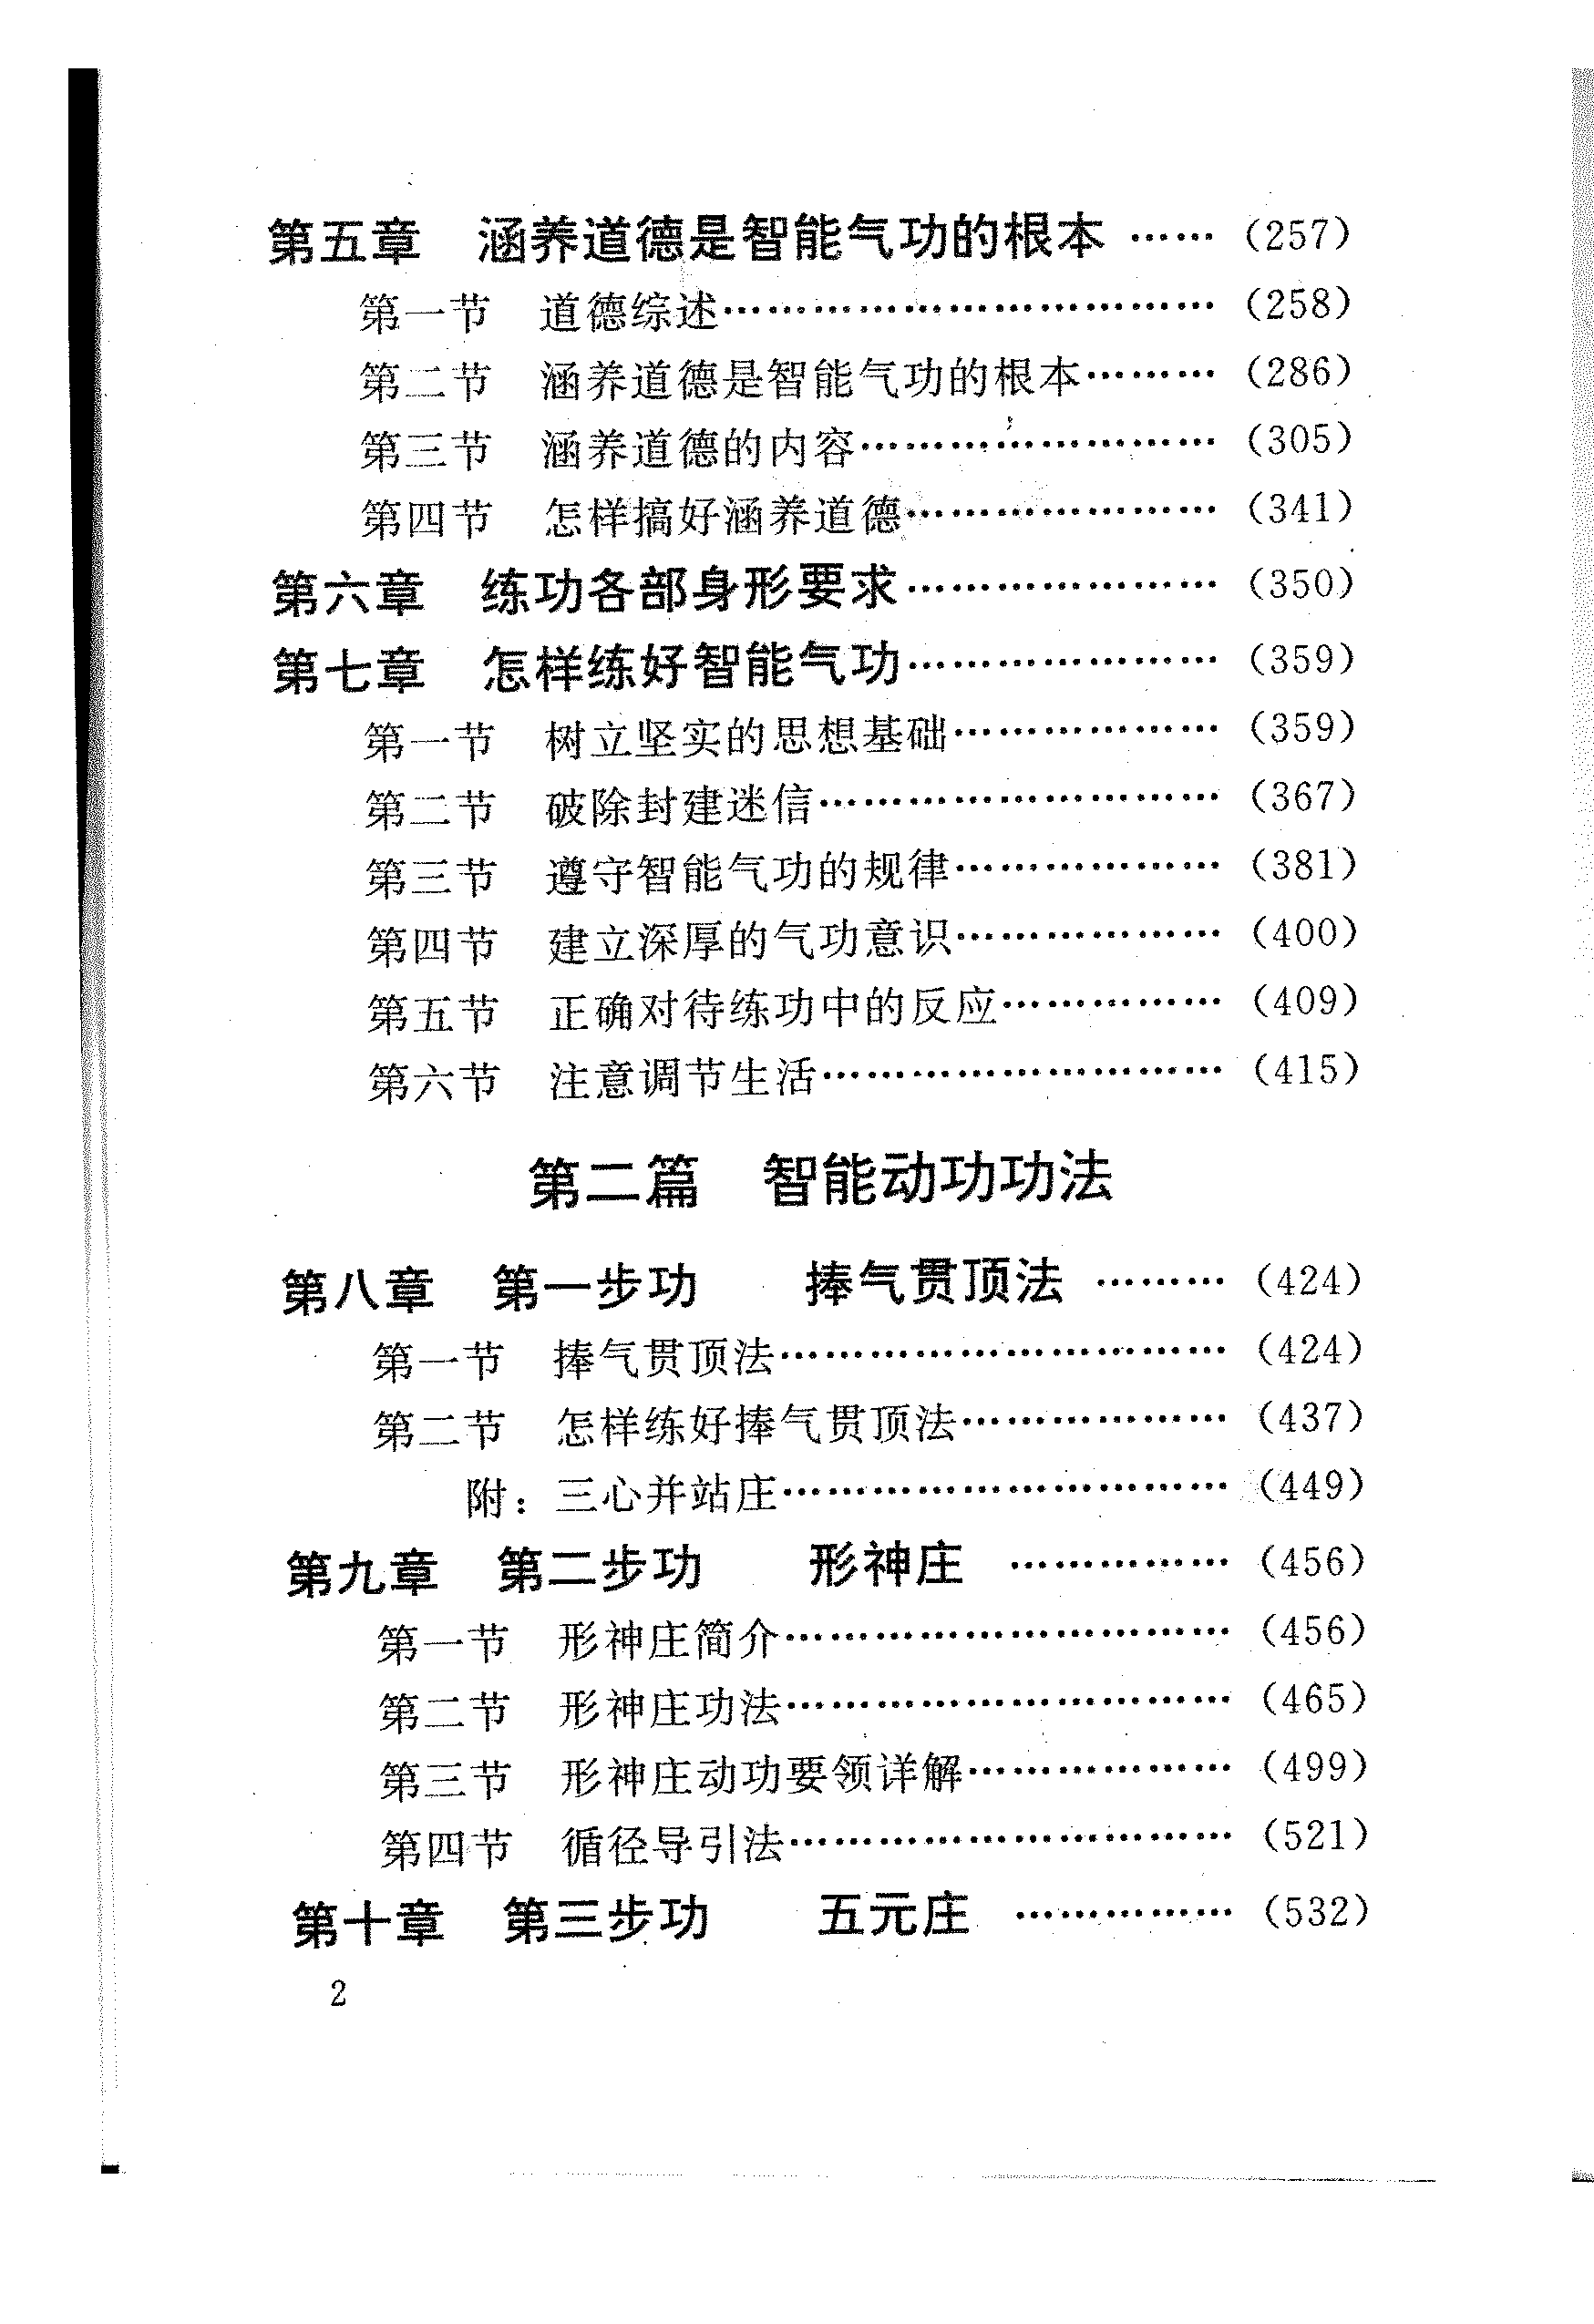 第五章 涵养道德是智能气功的根本 ……（257）
第一节 道德综述………………………………（258）
第二节 涵养道德是智能气功的根本………（286）
第三节 涵养道德的内容……………………（305）
第四节 怎样搞好涵养道德…………………（341）
第六章 练功各部身形要求…………………（350）
第七章 怎样练好智能气功…………………（359）
第一节 树立坚实的思想基础………………（359）
第二节 破除封建迷信………………………（367）
第三节 遵守智能气功的规律………………（381）
第四节 建立深厚的气功意识………………（400）
第五节 正确对待练功中的反应……………（409）
第六节 注意调节生活………………………（415）
第二篇 智能动功功法
第八章 第一步功 捧气贯顶法 ………（424）
第一节 捧气贯顶法…………………………（424）
第二节 怎样练好捧气贯顶法………………（437）
附：三心并站庄…………………………（449）
第九章 第二步功 形神庄 ……………（456）
第一节 形神庄简介…………………………（456）
第二节 形神庄功法…………………………（465）
第三节 形神庄动功要领详解………………（499）
第四节 循径导引法…………………………（521）
第十章 第三步功 五元庄 ……………（532）
2